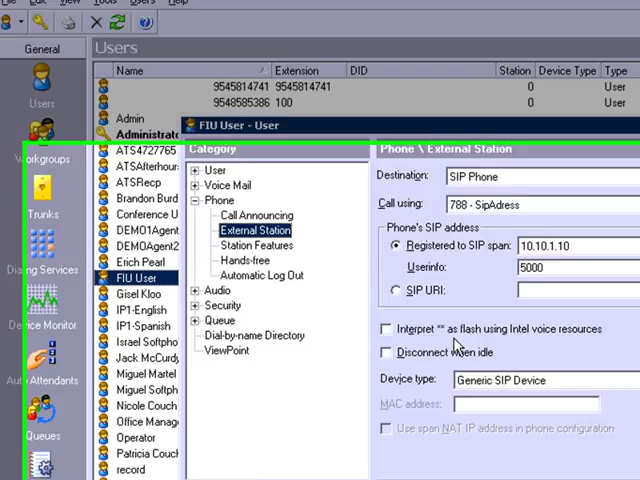 File Edit View Tools Users Help
General
Users
Workgroups
Trunks
Dialing Services
Device Monitor
Auto Attendants
Queues
Users
Name Extension DID Station Device Type Type
9545814741 9545814741 0 User
9548585386 100 0 User
Admin
Administrat
ATS4727765
ATSAfterhour
ATSRecp
Brandon Burd
Conference U
DEMO1Agent
DEMOAgent2
Erich Perl
FIU User
Gisel Kloo
IP1-English
IP1-Spanish
Israel Softpho
Jack McCurdy
Miguel Martel
Miguel Softph
Nicole Couch
Office Manage
Operator
Patricia Couch
record
FIU User - User
Category
User
Voice Mail
Phone
Call Announcing
External Station
Station Features
Hands-free
Automatic Log Out
Audio
Security
Queue
Dial-by-name Directory
ViewPoint
Phone \ External Station
Destination: SIP Phone
Call using: 788 - SipAdress
Phone's SIP address
Registered to SIP span: 10.10.1.10
Userinfo: 5000
SIP URI:
Interpret ** as flash using Intel voice resources
Disconnect when idle
Device type: Generic SIP Device
MAC address:
Use span NAT IP address in phone configuration